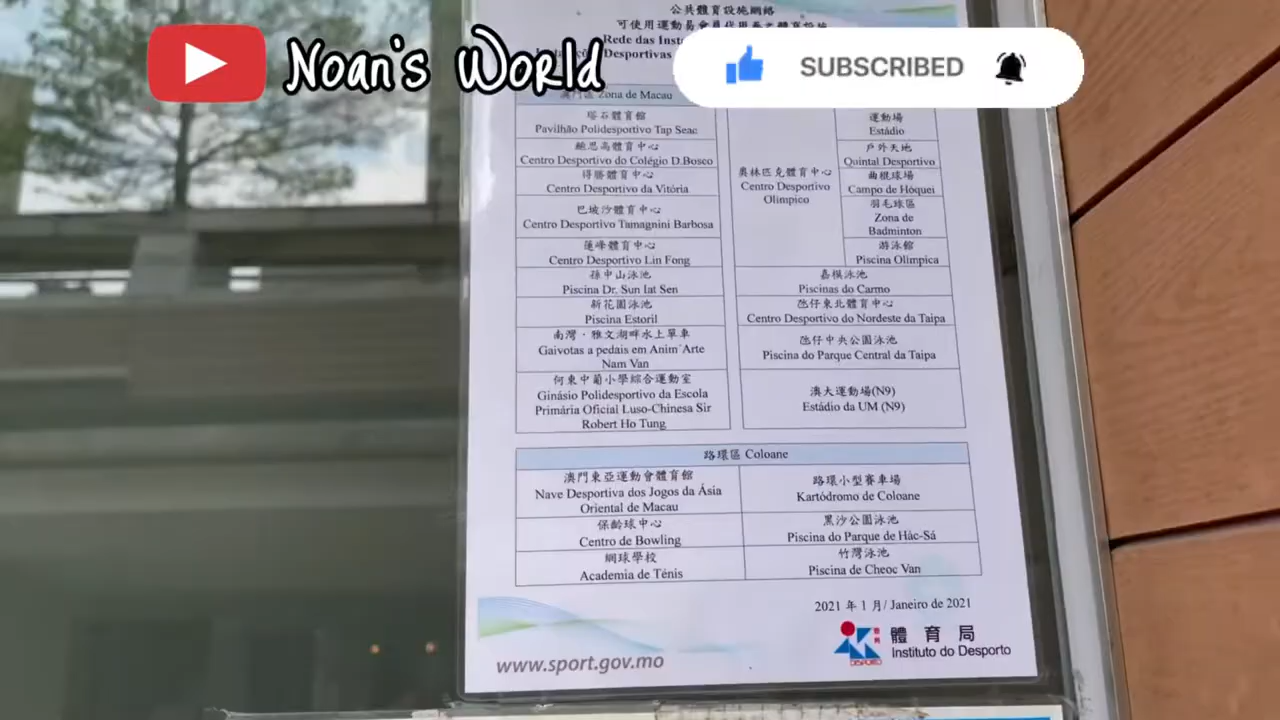 公共體育設施網絡
可使用運動易會員
Rede das Inst
Desportivas
Noan's World
SUBSCRIBED
澳門區 Zona de Macau
塔石體育館
Pavilhão Polidesportivo Tap Seac
鮑思高體育中心
Centro Desportivo do Colégio D.Bosco
得勝體育中心
Centro Desportivo da Vitória
巴坡沙體育中心
Centro Desportivo Tamagnini Barbosa
蓮峰體育中心
Centro Desportivo Lin Fong
孫中山泳池
Piscina Dr. Sun Iat Sen
新花園泳池
Piscina Estoril
南灣‧雅文湖畔水上單車
Gaivotas a pedais em Anim´Arte
Nam Van
何東中葡小學綜合運動室
Ginásio Polidesportivo da Escola
Primária Oficial Luso-Chinesa Sir
Robert Ho Tung
奧林匹克體育中心
Centro Desportivo
Olímpico
運動場
Estádio
戶外天地
Quintal Desportivo
曲棍球場
Campo de Hóquei
羽毛球區
Zona de
Badminton
游泳館
Piscina Olímpica
嘉模泳池
Piscinas do Carmo
氹仔東北體育中心
Centro Desportivo do Nordeste da Taipa
氹仔中央公園泳池
Piscina do Parque Central da Taipa
澳大運動場(N9)
Estádio da UM (N9)
路環區 Coloane
澳門東亞運動會體育館
Nave Desportiva dos Jogos da Ásia
Oriental de Macau
保齡球中心
Centro de Bowling
網球學校
Academia de Ténis
路環小型賽車場
Kartódromo de Coloane
黑沙公園泳池
Piscina do Parque de Hác-Sá
竹灣泳池
Piscina de Cheoc Van
2021 年 1 月/ Janeiro de 2021
www.sport.gov.mo
體育局
Instituto do Desporto
DESPORTO